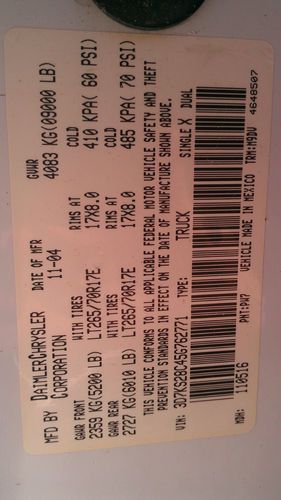 MFD BY DAIMLERCHRYSLER CORPORATION DATE OF MFR 11-04 GVWR 4083 KG(09000 LB)
GAWR FRONT WITH TIRES RIMS AT COLD
2359 KG(5200 LB) LT265/70R17E 17X8.0 410 KPA( 60 PSI)
GAWR REAR WITH TIRES RIMS AT COLD
2727 KG(6010 LB) LT265/70R17E 17X8.0 485 KPA( 70 PSI)
THIS VEHICLE CONFORMS TO ALL APPLICABLE FEDERAL MOTOR VEHICLE SAFETY AND THEFT
PREVENTION STANDARDS IN EFFECT ON THE DATE OF MANUFACTURE SHOWN ABOVE.
VIN: 3D7KS28C45G762771 TYPE: TRUCK SINGLE X DUAL
MDH: 110516 PNT:PW7 VEHICLE MADE IN MEXICO TRM:M9DV 4648507